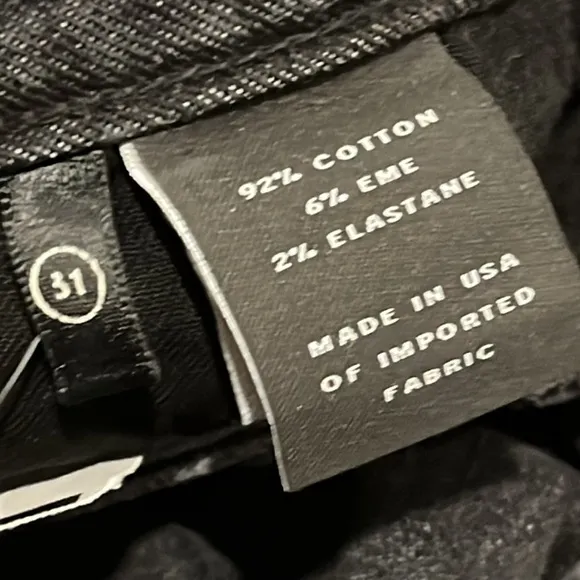 92% COTTON
6% EME
2% ELASTANE
MADE IN USA
OF IMPORTED
FABRIC
31